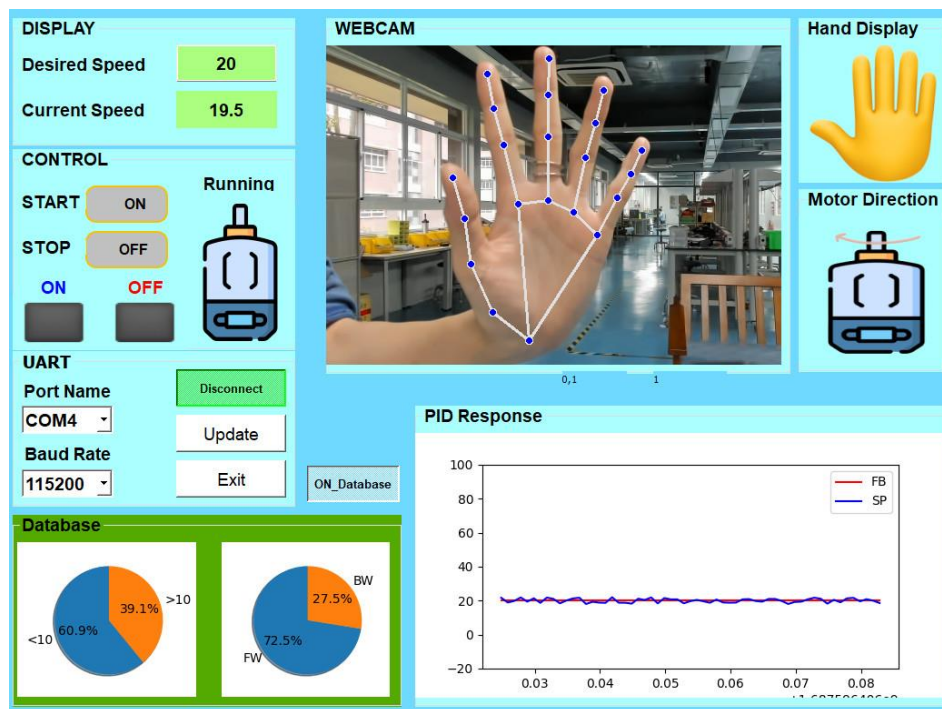 DISPLAY
Desired Speed 20
Current Speed 19.5
CONTROL
START ON
Running
STOP OFF
ON OFF
UART
Port Name
Disconnect
COM4
Update
Baud Rate
115200
Exit
ON_Database
WEBCAM
0,1 1
Hand Display
Motor Direction
Database
>10
39.1%
60.9%
<10
BW
27.5%
72.5%
FW
PID Response
FB
SP
100
80
60
40
20
0
−20
0.03 0.04 0.05 0.06 0.07 0.08